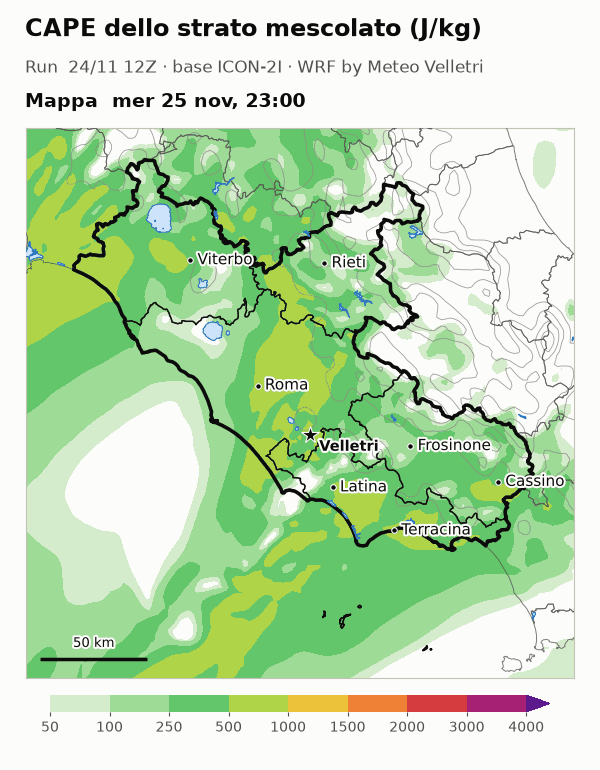 CAPE dello strato mescolato (J/kg)
Run  24/11 12Z · base ICON-2I · WRF by Meteo Velletri
Mappa  mer 25 nov, 23:00
Viterbo
Rieti
Roma
Velletri
Frosinone
Latina
Cassino
Terracina
50 km
50 100 250 500 1000 1500 2000 3000 4000